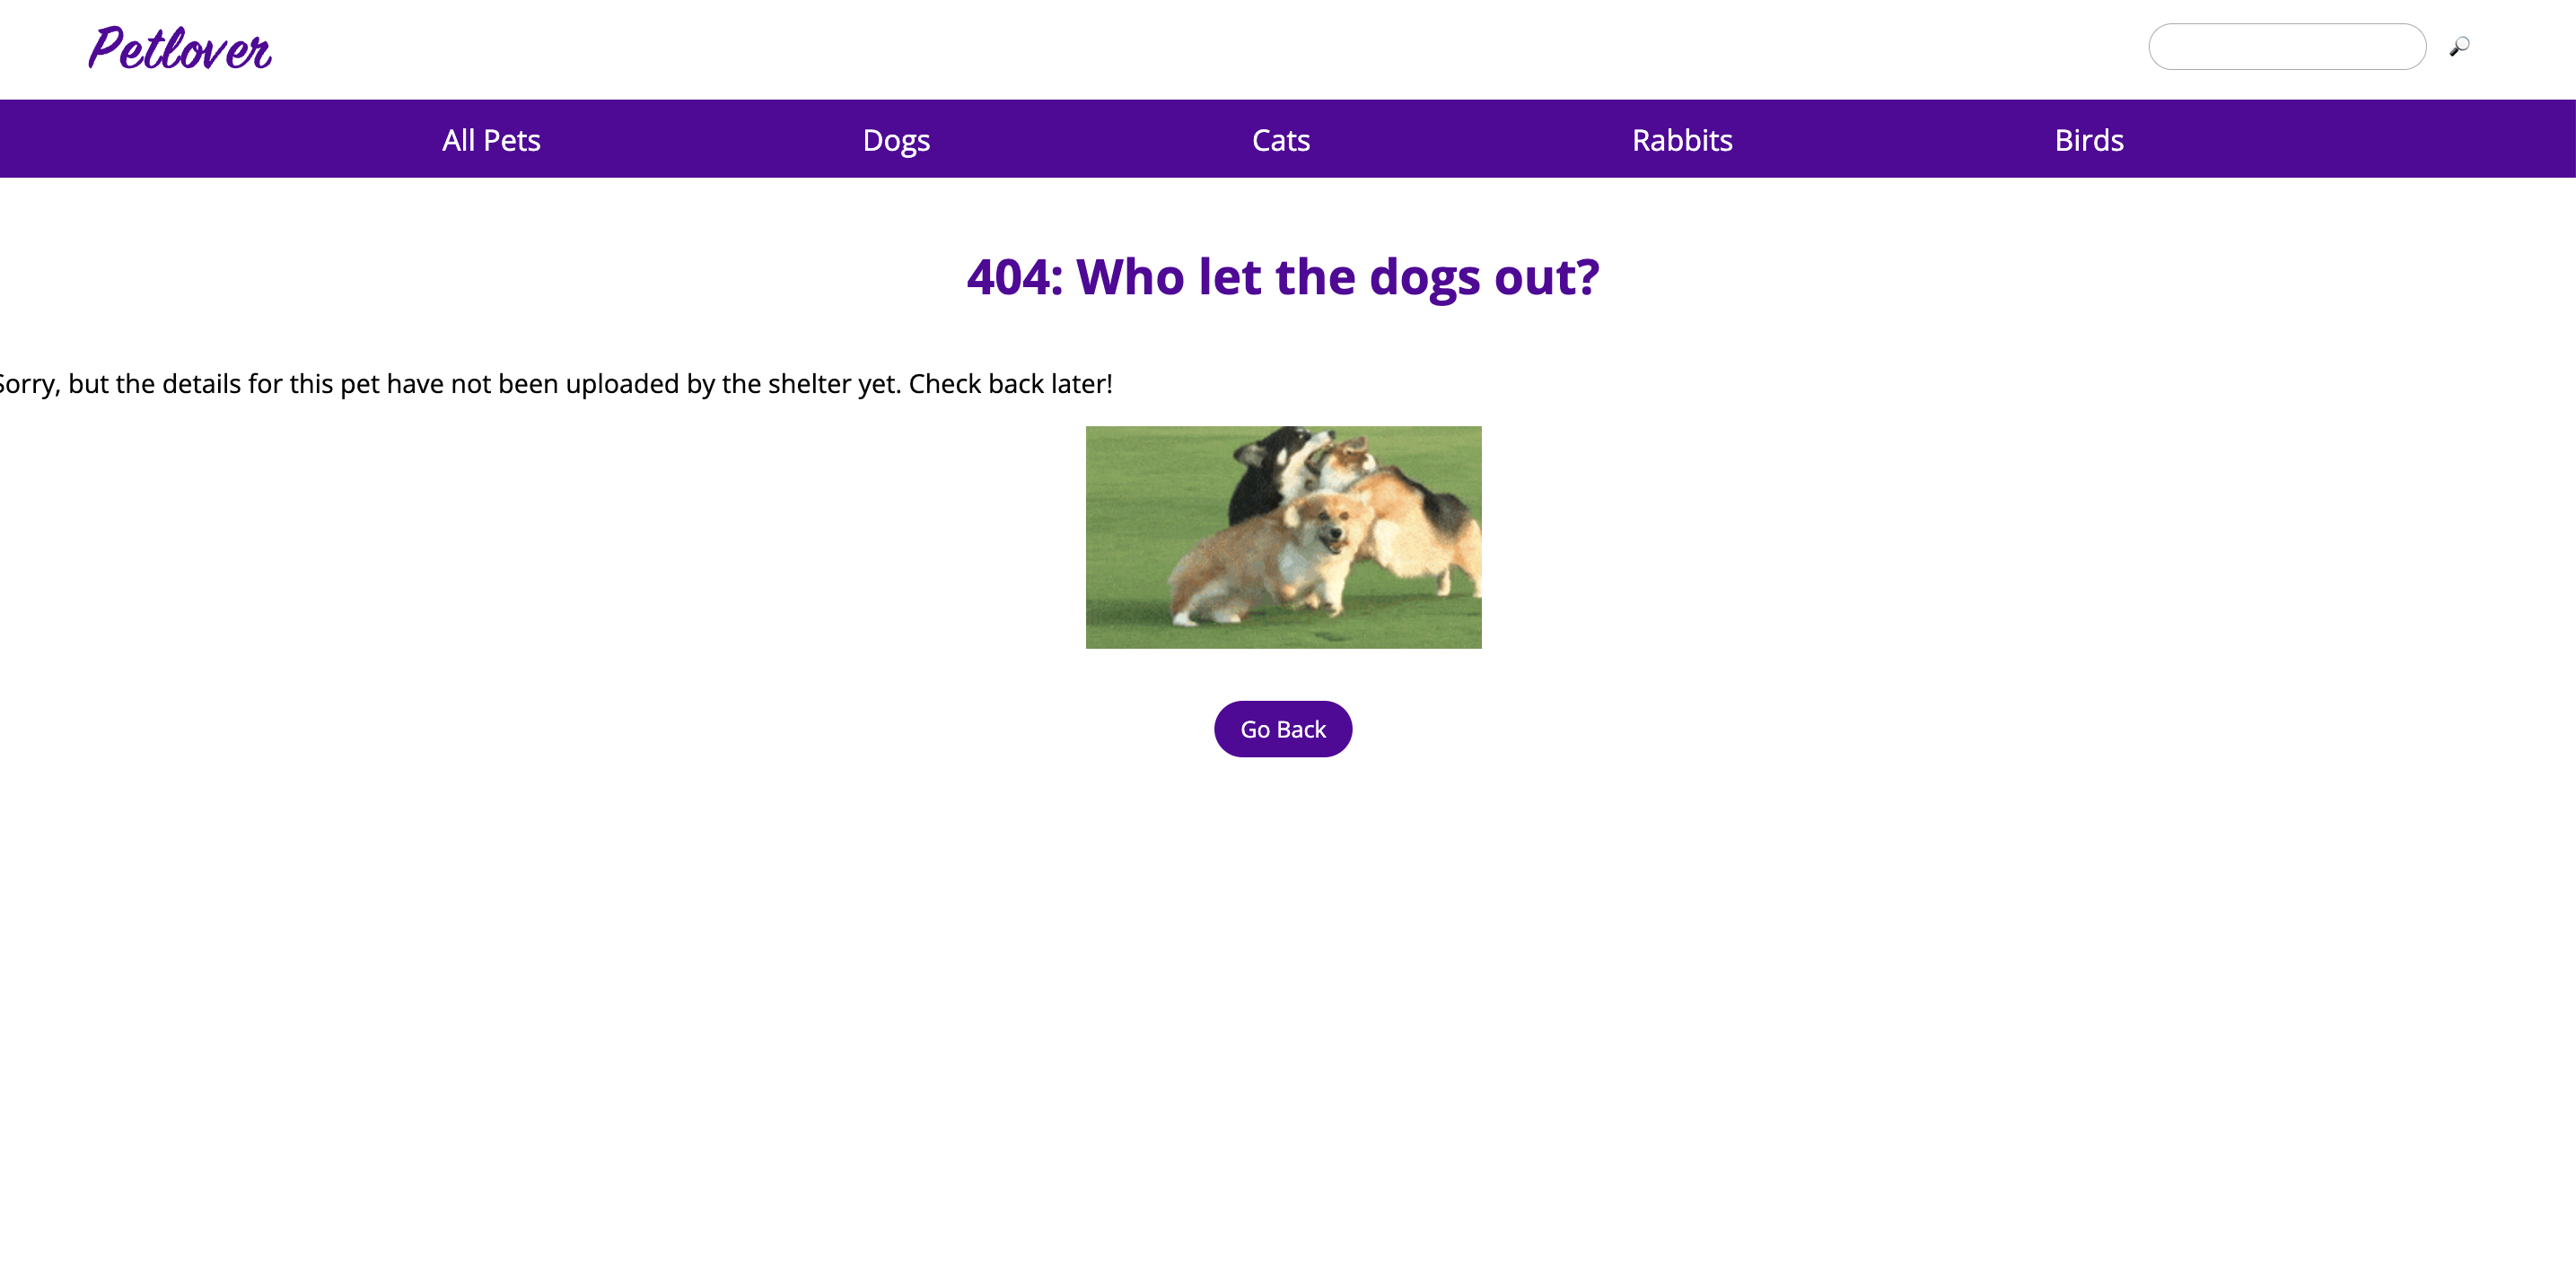 Petlover
All Pets Dogs Cats Rabbits Birds
404: Who let the dogs out?
Sorry, but the details for this pet have not been uploaded by the shelter yet. Check back later!
Go Back